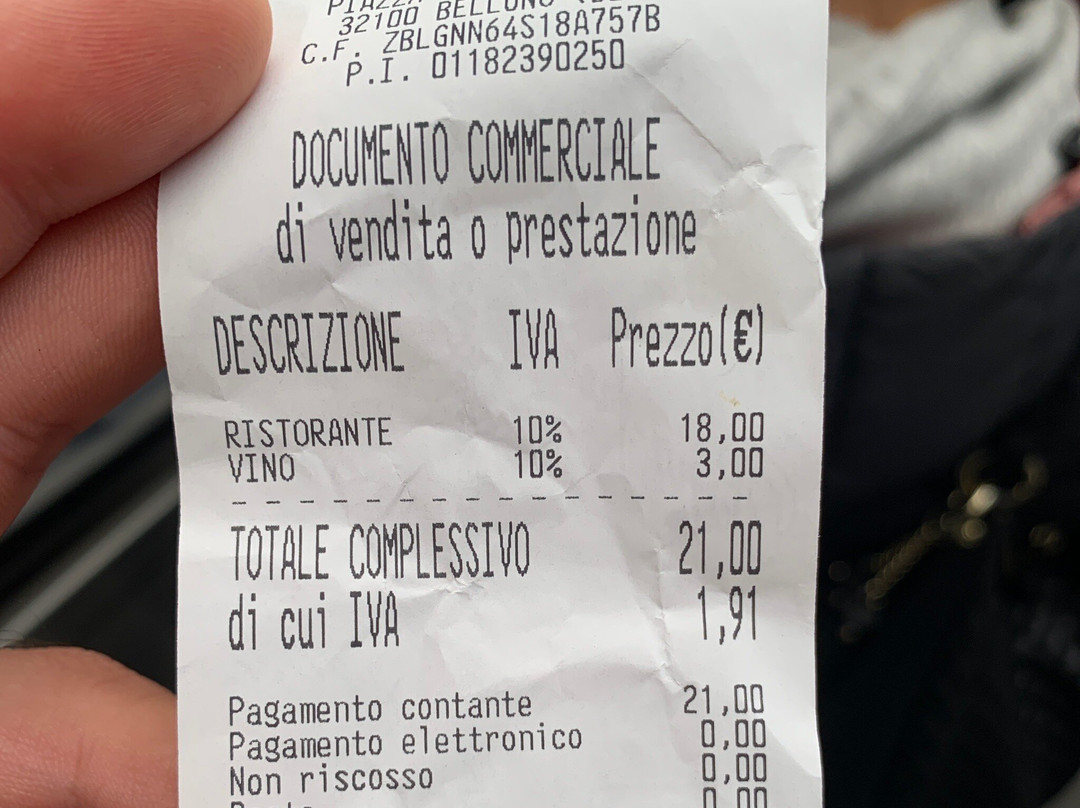 32100 BELLUNO
C.F. ZBLGNN64S18A757B
P.I. 01182390250
DOCUMENTO COMMERCIALE
di vendita o prestazione
DESCRIZIONE IVA Prezzo(€)
RISTORANTE 10% 18,00
VINO 10% 3,00
TOTALE COMPLESSIVO 21,00
di cui IVA 1,91
Pagamento contante 21,00
Pagamento elettronico 0,00
Non riscosso 0,00
0,00